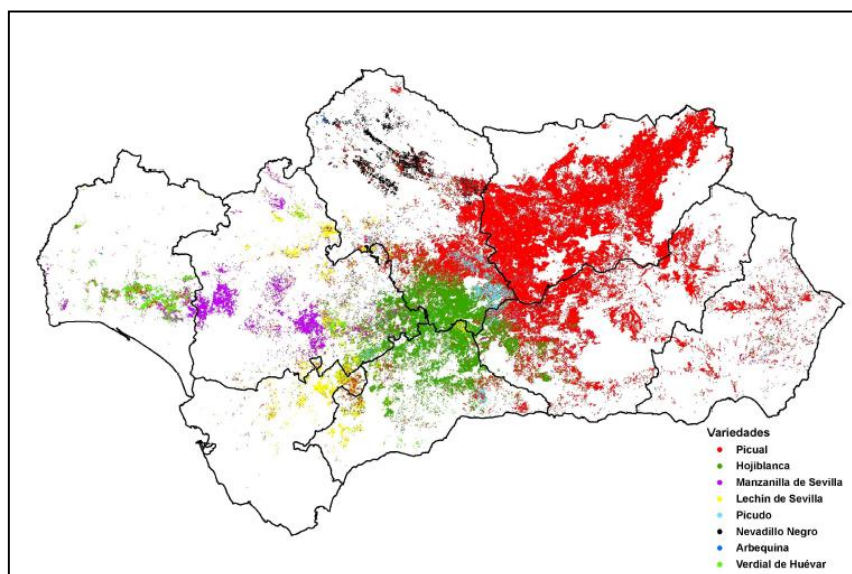 Variedades
Picual
Hojiblanca
Manzanilla de Sevilla
Lechín de Sevilla
Picudo
Nevadillo Negro
Arbequina
Verdial de Huévar